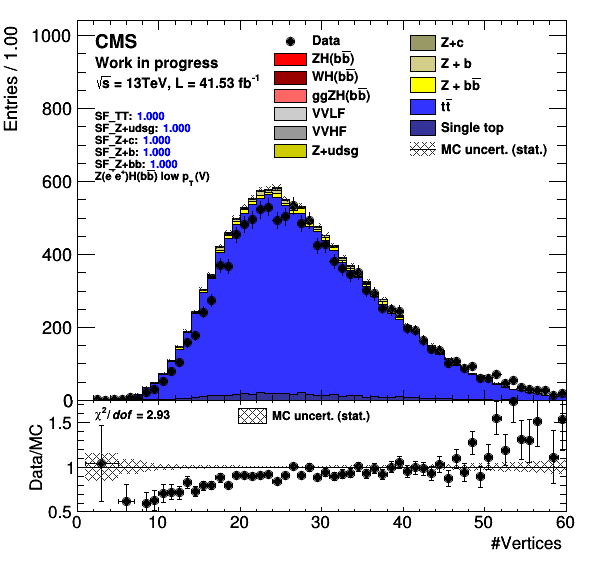 CMS
Work in progress
√s = 13TeV, L = 41.53 fb⁻¹
SF_TT: 1.000
SF_Z+udsg: 1.000
SF_Z+c: 1.000
SF_Z+b: 1.000
SF_Z+bb: 1.000
Z(e⁻e⁺)H(bb̅) low p_T(V)
Data
ZH(bb̅)
WH(bb̅)
ggZH(bb̅)
VVLF
VVHF
Z+udsg
Z+c
Z + b
Z + bb̅
tt̅
Single top
MC uncert. (stat.)
Entries / 1.00
1000
800
600
400
200
0
χ²/dof = 2.93
MC uncert. (stat.)
Data/MC
1.5
1
0.5
0 10 20 30 40 50 60
#Vertices